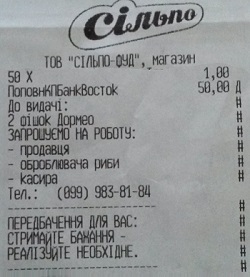 Сільпо
ТОВ "СІЛЬПО-ФУД", магазин
50 X 1,00
ПоповнКПБанкВосток 50,00 Д
До видачі: #
2 фішок Дормео #
ЗАПРОШУЄМО НА РОБОТУ: #
- продавця #
- оброблювача риби #
- касира #
Тел.: (099) 983-81-84 #
---------------------- #
ПЕРЕДБАЧЕННЯ ДЛЯ ВАС: #
СТРИМАЙТЕ БАЖАННЯ - #
РЕАЛІЗУЙТЕ НЕОБХІДНЕ. #
---------------------- #